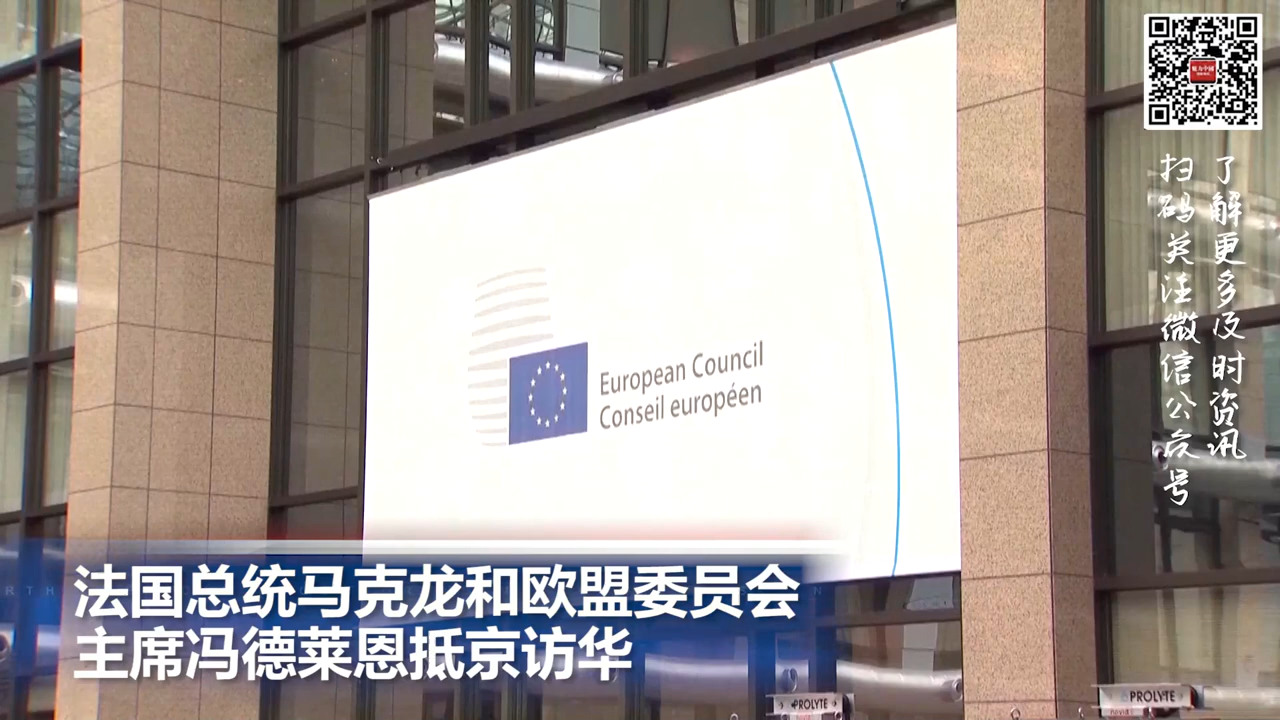 了解更多及时资讯
扫码关注微信公众号
European Council
Conseil européen
法国总统马克龙和欧盟委员会
主席冯德莱恩抵京访华
PROLYTE
PROLYTE